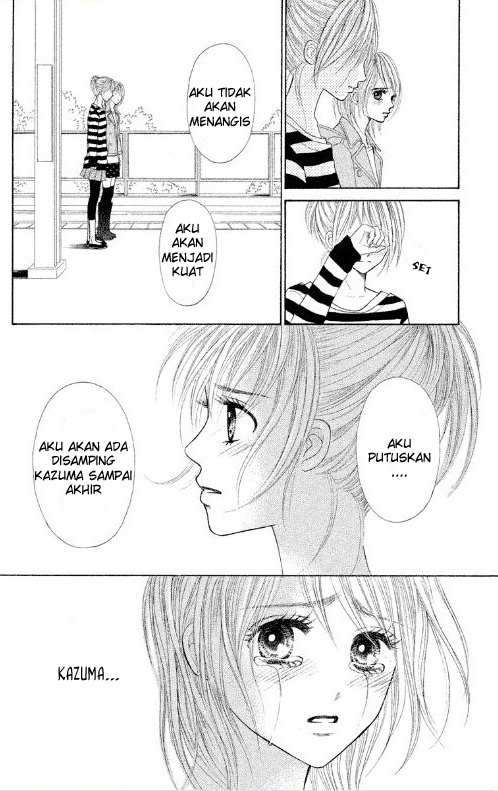 SET
AKU TIDAK
AKAN
MENANGIS
AKU
AKAN
MENJADI
KUAT
AKU
PUTUSKAN
....
AKU AKAN ADA
DISAMPING
KAZUMA SAMPAI
AKHIR
KAZUMA...